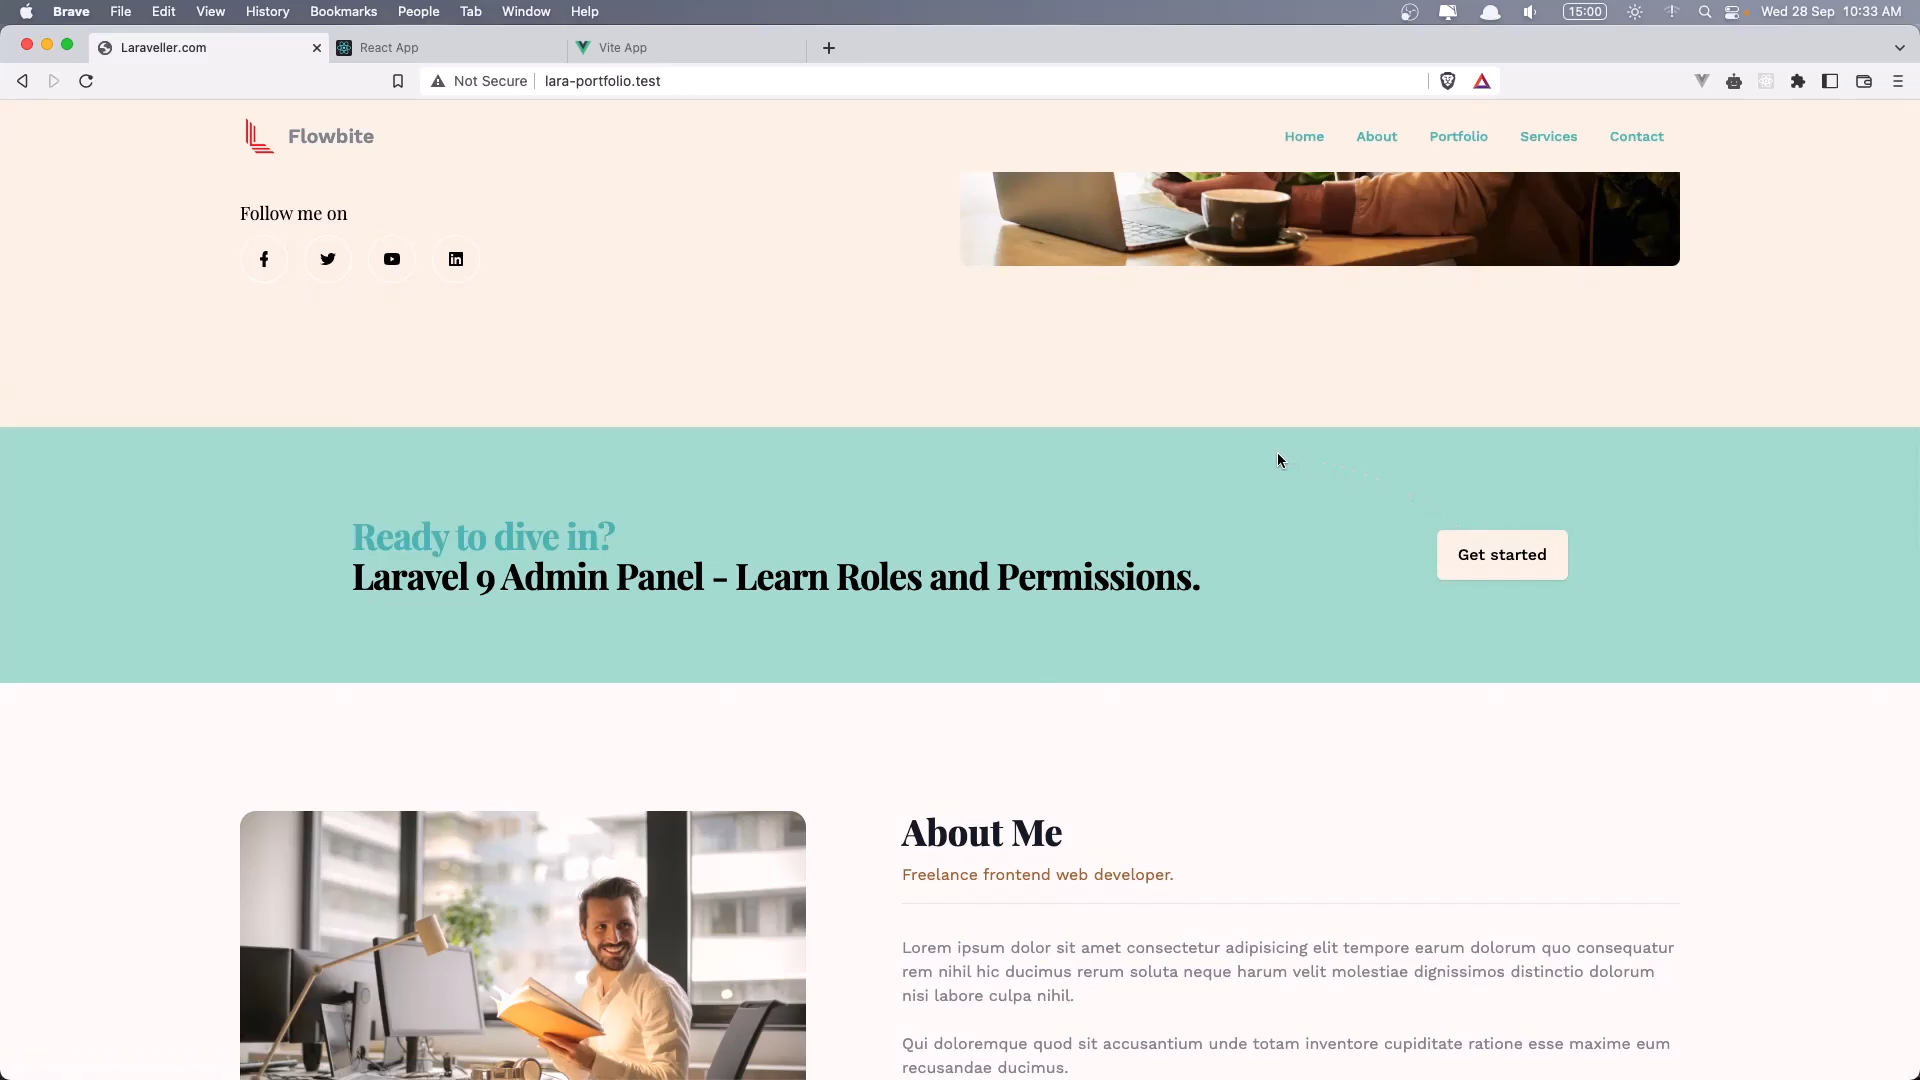 Brave File Edit View History Bookmarks People Tab Window Help 15:00 Wed 28 Sep 10:33 AM
Laraveller.com React App Vite App
Not Secure lara-portfolio.test
Flowbite Home About Portfolio Services Contact
Follow me on
Ready to dive in?
Laravel 9 Admin Panel - Learn Roles and Permissions.
Get started
About Me
Freelance frontend web developer.
Lorem ipsum dolor sit amet consectetur adipisicing elit tempore earum dolorum quo consequatur
rem nihil hic ducimus rerum soluta neque harum velit molestiae dignissimos distinctio dolorum
nisi labore culpa nihil.
Qui doloremque quod sit accusantium unde totam inventore cupiditate ratione esse maxime eum
recusandae ducimus.